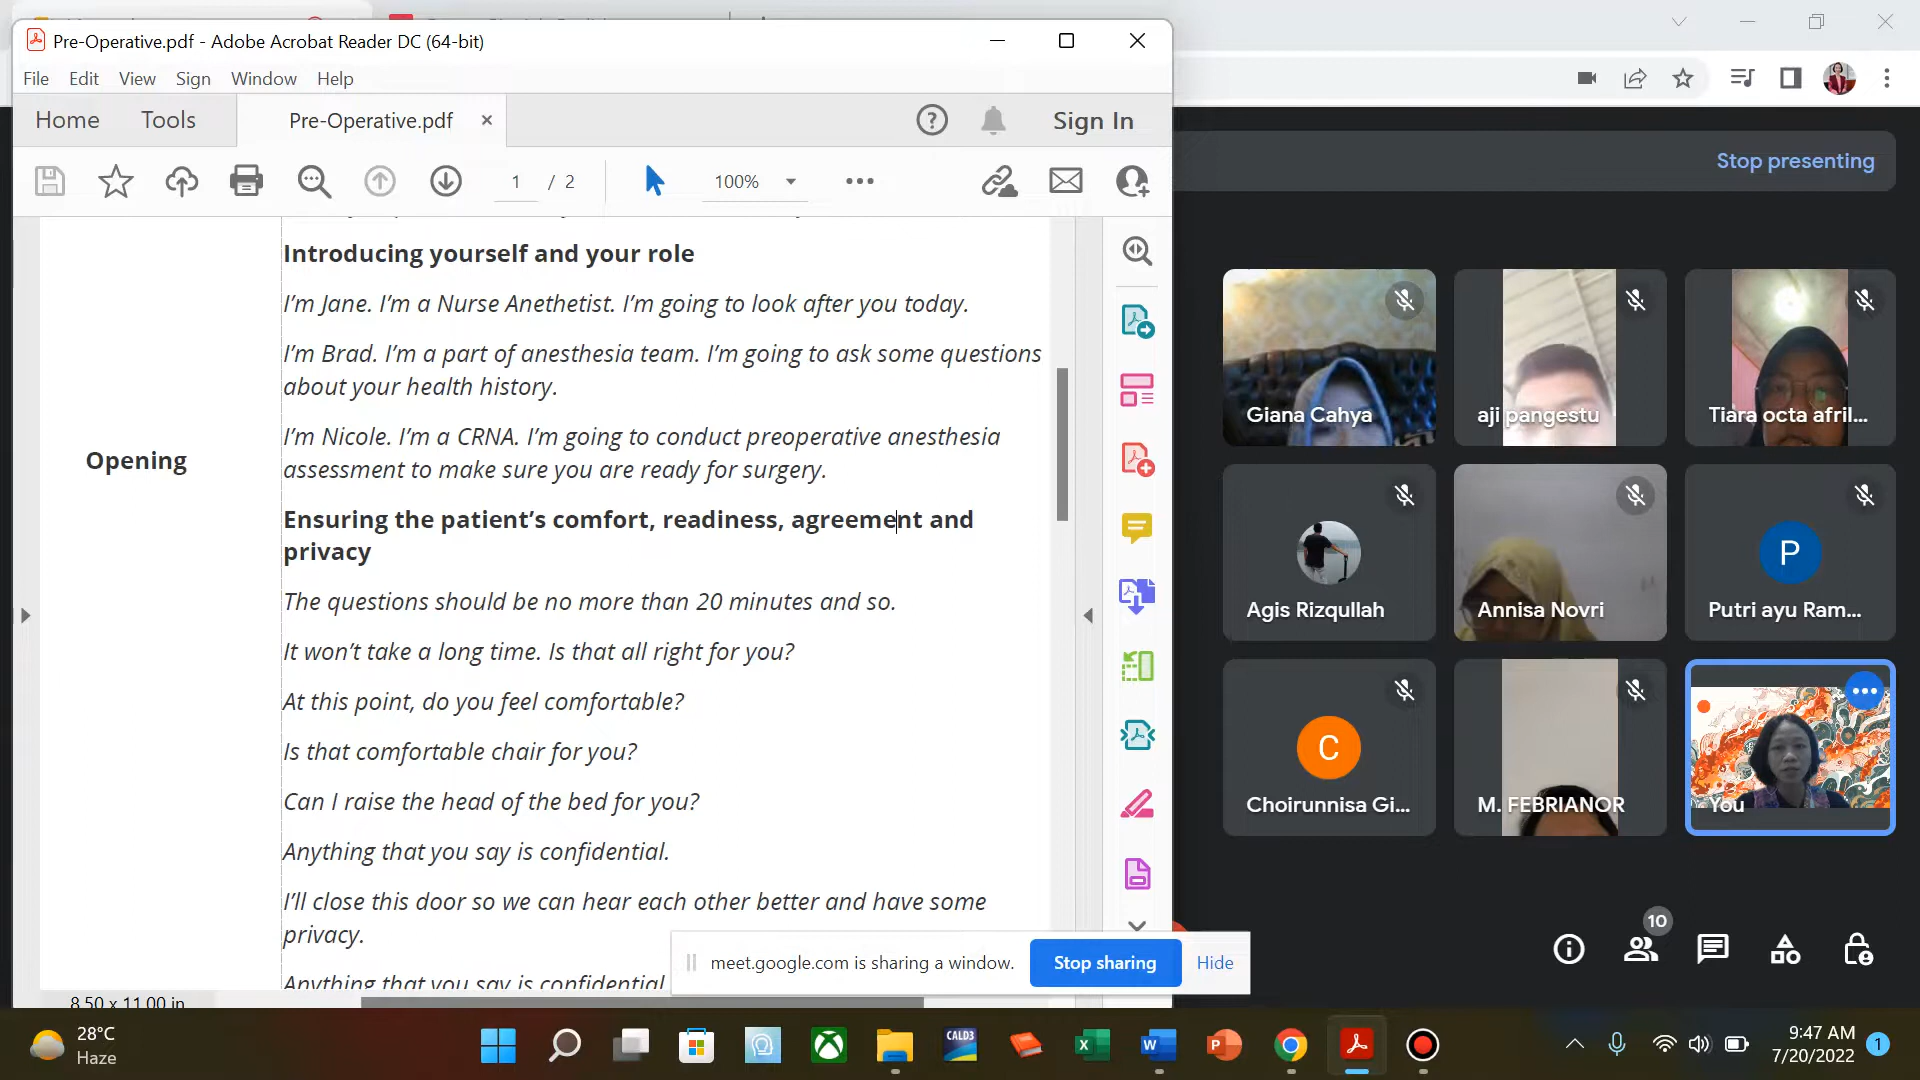 Pre-Operative.pdf - Adobe Acrobat Reader DC (64-bit)
File Edit View Sign Window Help
Home Tools Pre-Operative.pdf Sign In
1 / 2 100%
Introducing yourself and your role
I'm Jane. I'm a Nurse Anethetist. I'm going to look after you today.
I'm Brad. I'm a part of anesthesia team. I'm going to ask some questions
about your health history.
I'm Nicole. I'm a CRNA. I'm going to conduct preoperative anesthesia
assessment to make sure you are ready for surgery.
Opening
Ensuring the patient's comfort, readiness, agreement and
privacy
The questions should be no more than 20 minutes and so.
It won't take a long time. Is that all right for you?
At this point, do you feel comfortable?
Is that comfortable chair for you?
Can I raise the head of the bed for you?
Anything that you say is confidential.
I'll close this door so we can hear each other better and have some
privacy.
Anything that you say is confidential
8.50 x 11.00 in
meet.google.com is sharing a window. Stop sharing Hide
Stop presenting
Giana Cahya
aji pangestu
Tiara octa afril...
Agis Rizqullah
Annisa Novri
P
Putri ayu Ram...
C
Choirunnisa Gi...
M. FEBRIANOR
You
10
28°C
Haze
CALD3
9:47 AM
7/20/2022
1